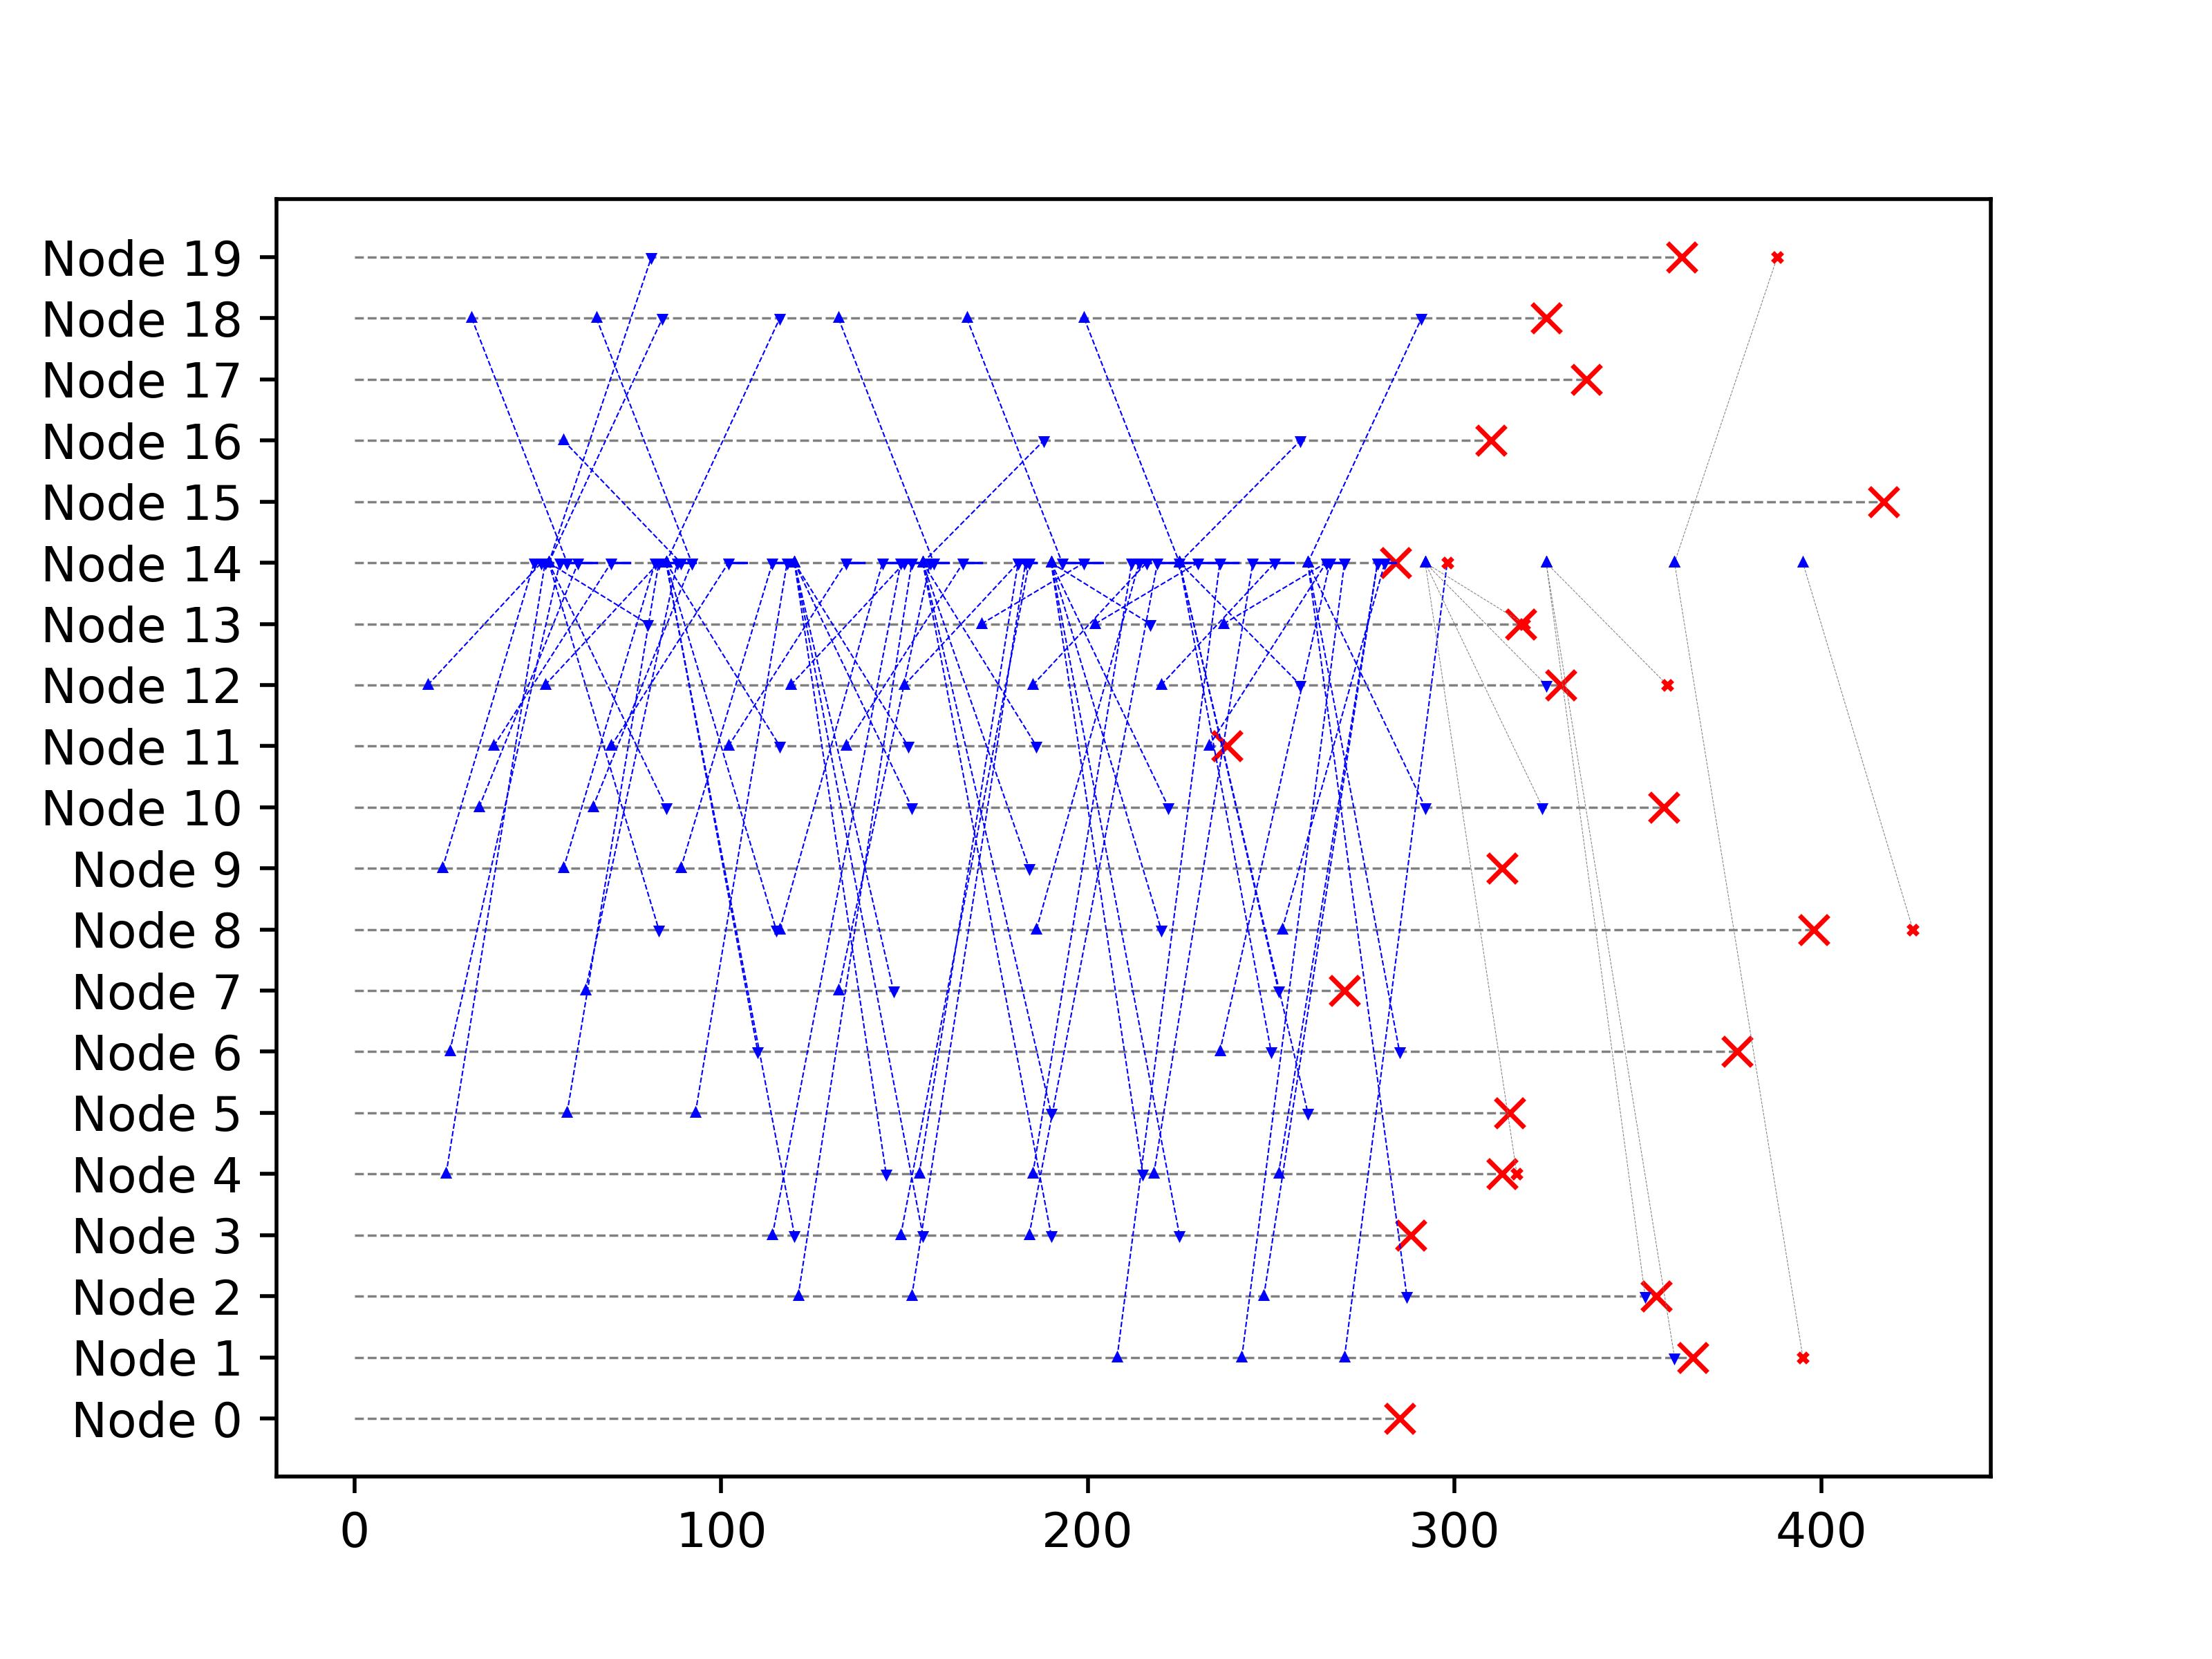 Node 19
Node 18
Node 17
Node 16
Node 15
Node 14
Node 13
Node 12
Node 11
Node 10
Node 9
Node 8
Node 7
Node 6
Node 5
Node 4
Node 3
Node 2
Node 1
Node 0
0 100 200 300 400